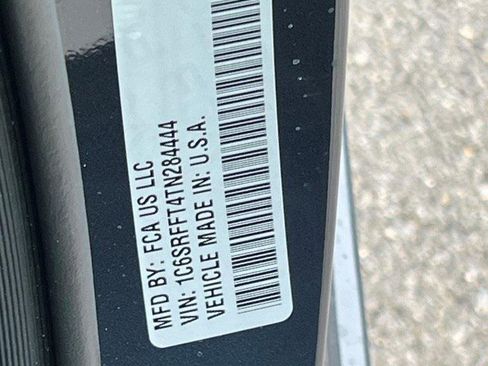 MFD BY: FCA US LLC
VIN: 1C6SRFFT4TN284444
VEHICLE MADE IN: U.S.A.